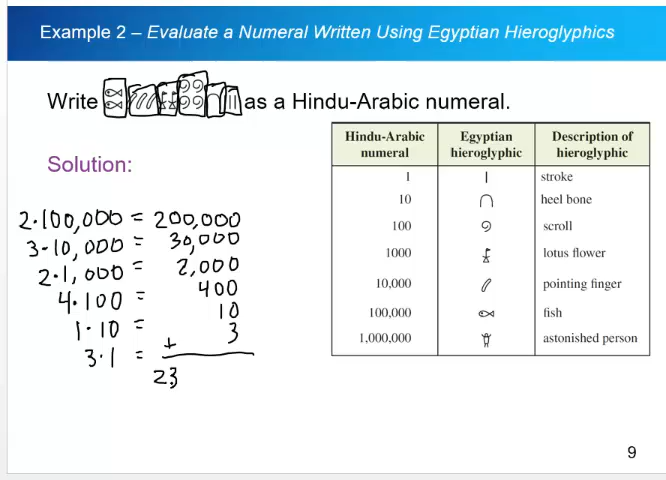 Example 2 – Evaluate a Numeral Written Using Egyptian Hieroglyphics
Write as a Hindu-Arabic numeral.
Solution:
2·100,000 = 200,000
3·10,000 = 30,000
2·1,000 = 2,000
4·100 = 400
1·10 = 10
3·1 = + 3
23
Hindu-Arabic numeral Egyptian hieroglyphic Description of hieroglyphic
1 stroke
10 heel bone
100 scroll
1000 lotus flower
10,000 pointing finger
100,000 fish
1,000,000 astonished person
9